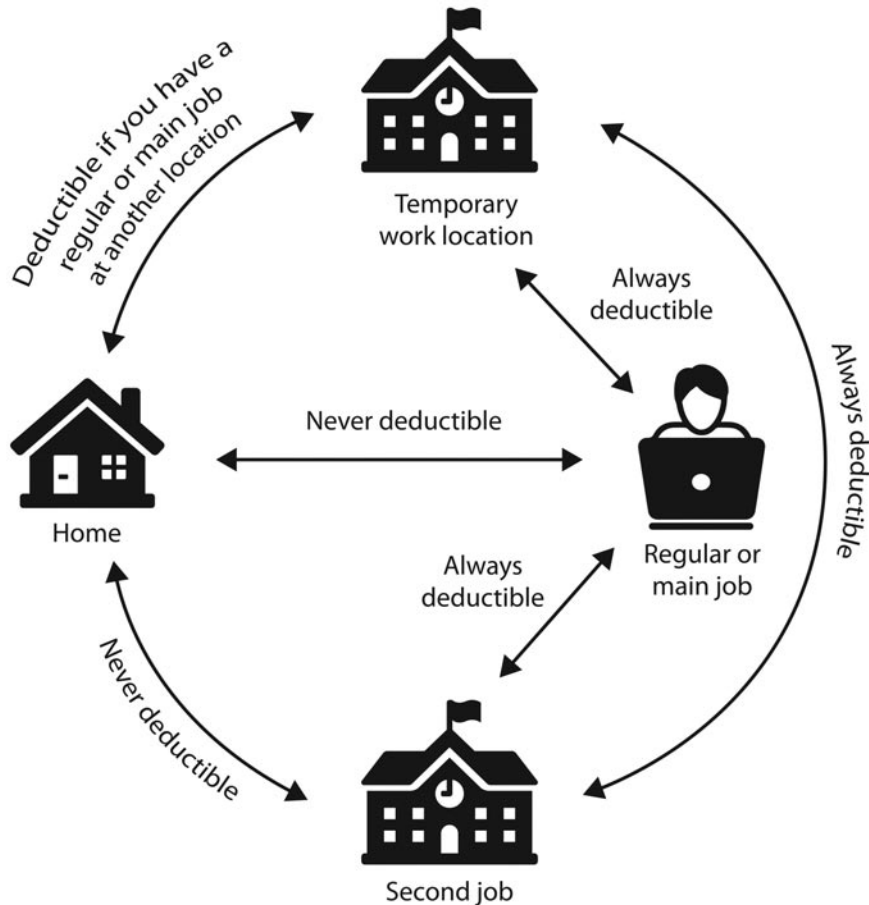 Deductible if you have a
regular or main job
at another location
Temporary
work location
Always
deductible
Always deductible
Never deductible
Home
Regular or
main job
Always
deductible
Never deductible
Second job